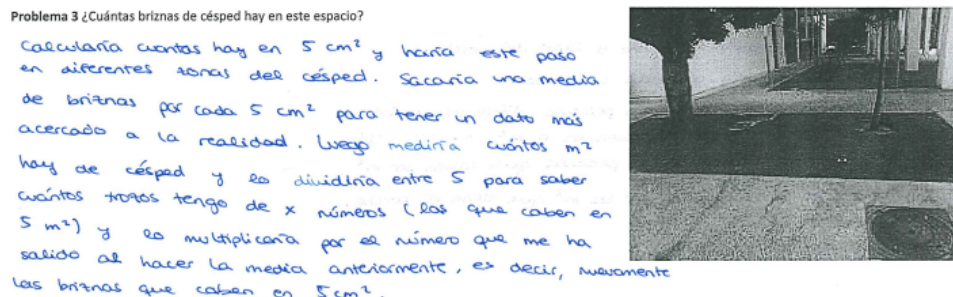 Problema 3 ¿Cuántas briznas de césped hay en este espacio?
Calcularía cuantas hay en 5 cm² y haría este paso
en diferentes zonas del césped. Sacaría una media
de briznas por cada 5 cm² para tener un dato más
acercado a la realidad. Luego mediría cuántos m²
hay de césped y lo dividiría entre 5 para saber
cuántos trozos tengo de x números (las que caben en
5 m²) y lo multiplicaría por el número que me ha
salido al hacer la media anteriormente, es decir, nuevamente
las briznas que caben en 5 cm².